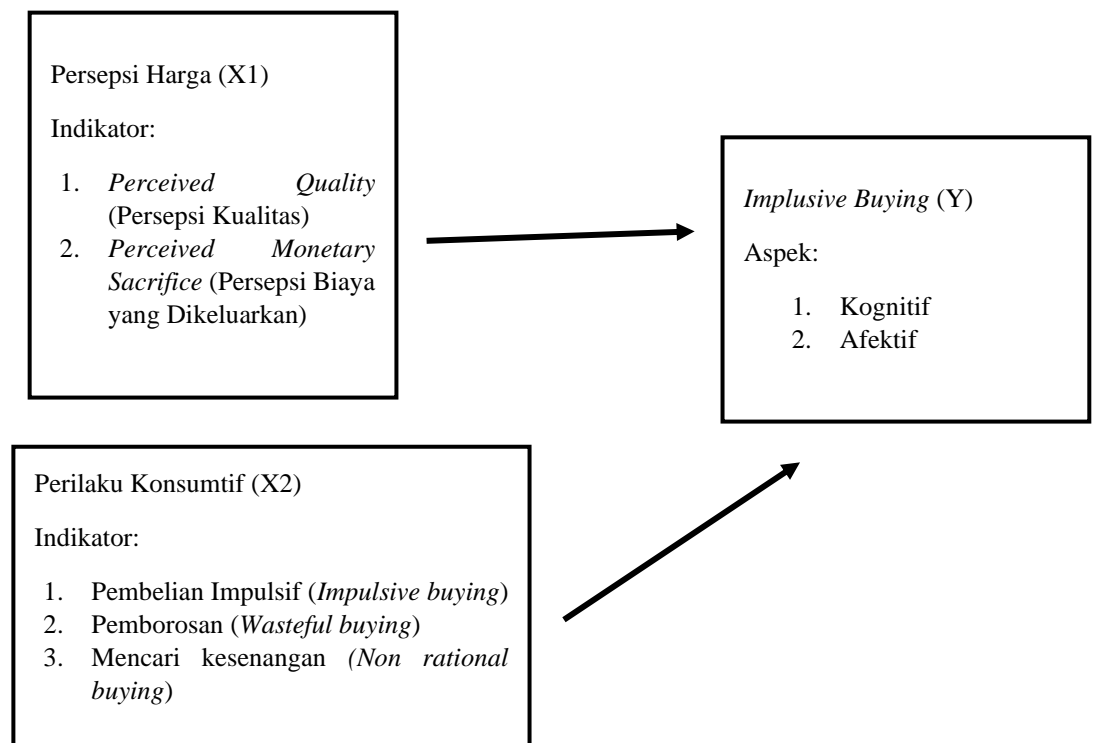 Persepsi Harga (X1)
Indikator:
1. Perceived Quality
(Persepsi Kualitas)
2. Perceived Monetary
Sacrifice (Persepsi Biaya
yang Dikeluarkan)
Implusive Buying (Y)
Aspek:
1. Kognitif
2. Afektif
Perilaku Konsumtif (X2)
Indikator:
1. Pembelian Impulsif (Impulsive buying)
2. Pemborosan (Wasteful buying)
3. Mencari kesenangan (Non rational
buying)